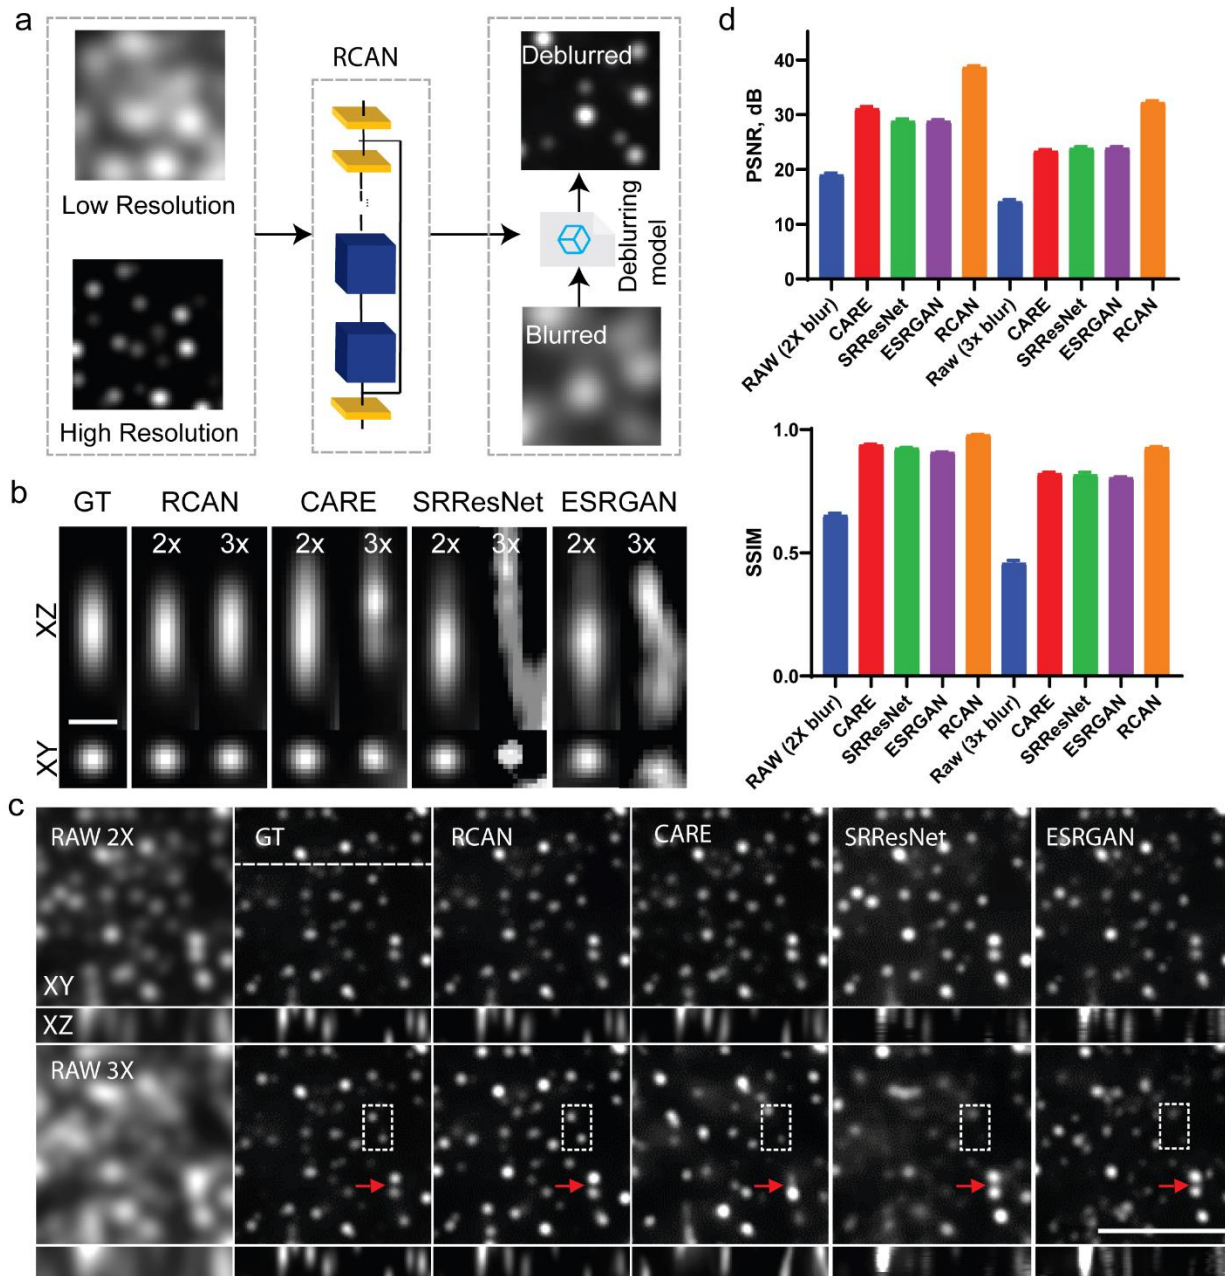 a
RCAN
Low Resolution
High Resolution
Deblurred
Deblurring
model
Blurred
b
GT RCAN CARE SRResNet ESRGAN
2x 3x 2x 3x 2x 3x 2x 3x
XZ
XY
c
RAW 2X GT RCAN CARE SRResNet ESRGAN
XY
XZ
RAW 3X
d
PSNR, dB
40
30
20
10
0
RAW (2X blur)
CARE
SRResNet
ESRGAN
RCAN
Raw (3x blur)
CARE
SRResNet
ESRGAN
RCAN
SSIM
1.0
0.5
0.0
RAW (2X blur)
CARE
SRResNet
ESRGAN
RCAN
Raw (3x blur)
CARE
SRResNet
ESRGAN
RCAN